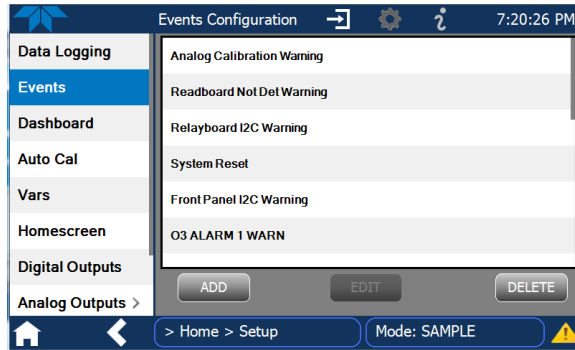 Events Configuration
7:20:26 PM
Data Logging
Events
Dashboard
Auto Cal
Vars
Homescreen
Digital Outputs
Analog Outputs >
Analog Calibration Warning
Readboard Not Det Warning
Relayboard I2C Warning
System Reset
Front Panel I2C Warning
O3 ALARM 1 WARN
ADD
EDIT
DELETE
> Home > Setup
Mode: SAMPLE